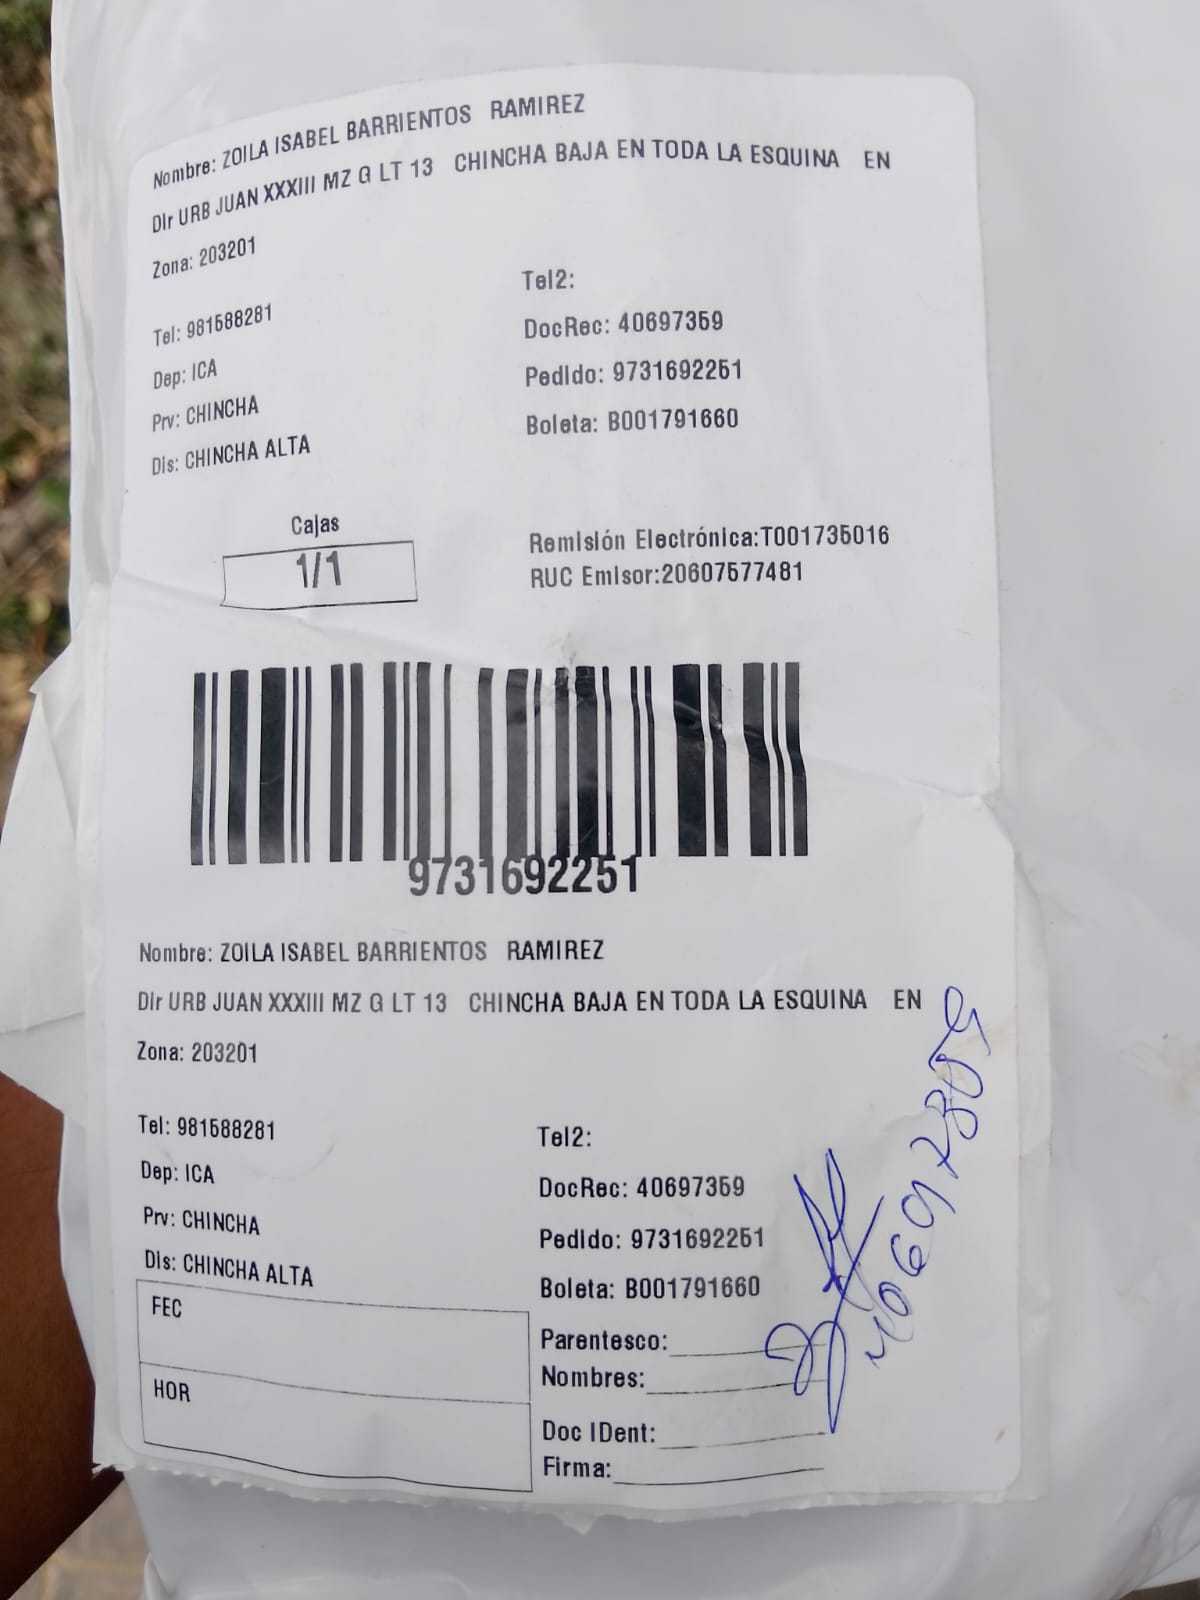 Nombre: ZOILA ISABEL BARRIENTOS RAMIREZ
Dir URB JUAN XXXIII MZ G LT 13 CHINCHA BAJA EN TODA LA ESQUINA EN
Zona: 203201
Tel: 981588281
Tel2:
Dep: ICA
DocRec: 40697359
Prv: CHINCHA
Pedido: 9731692251
Dis: CHINCHA ALTA
Boleta: B001791660
Cajas
1/1
Remisión Electrónica:T001735016
RUC Emisor:20607577481
9731692251
Nombre: ZOILA ISABEL BARRIENTOS RAMIREZ
Dir URB JUAN XXXIII MZ G LT 13 CHINCHA BAJA EN TODA LA ESQUINA EN
Zona: 203201
Tel: 981588281
Tel2:
Dep: ICA
DocRec: 40697359
Prv: CHINCHA
Pedido: 9731692251
Dis: CHINCHA ALTA
Boleta: B001791660
FEC
HOR
Parentesco:
Nombres:
Doc IDent:
Firma: